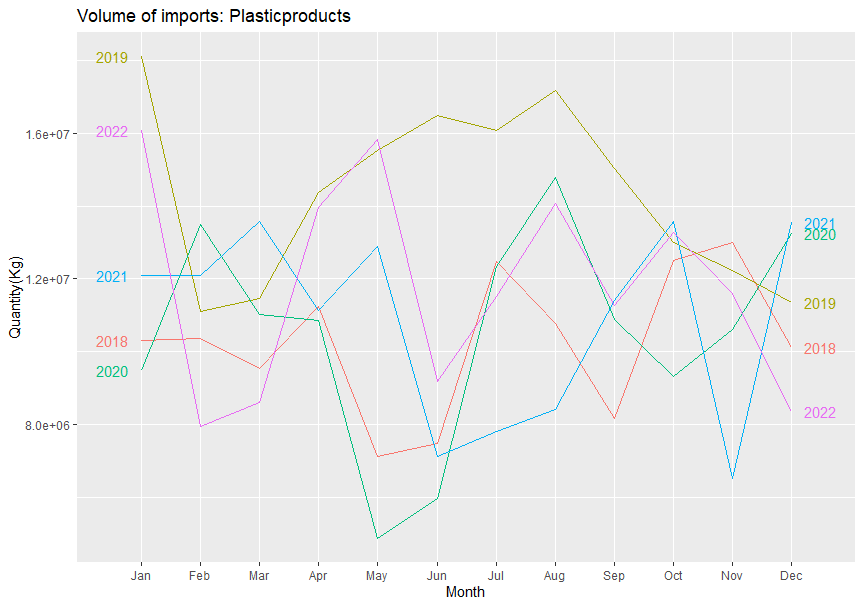 Volume of imports: Plasticproducts
2019
1.6e+07
2022
2021
2020
Quantity(Kg)
1.2e+07
2021
2019
2018
2018
2020
2022
8.0e+06
Jan Feb Mar Apr May Jun Jul Aug Sep Oct Nov Dec
Month